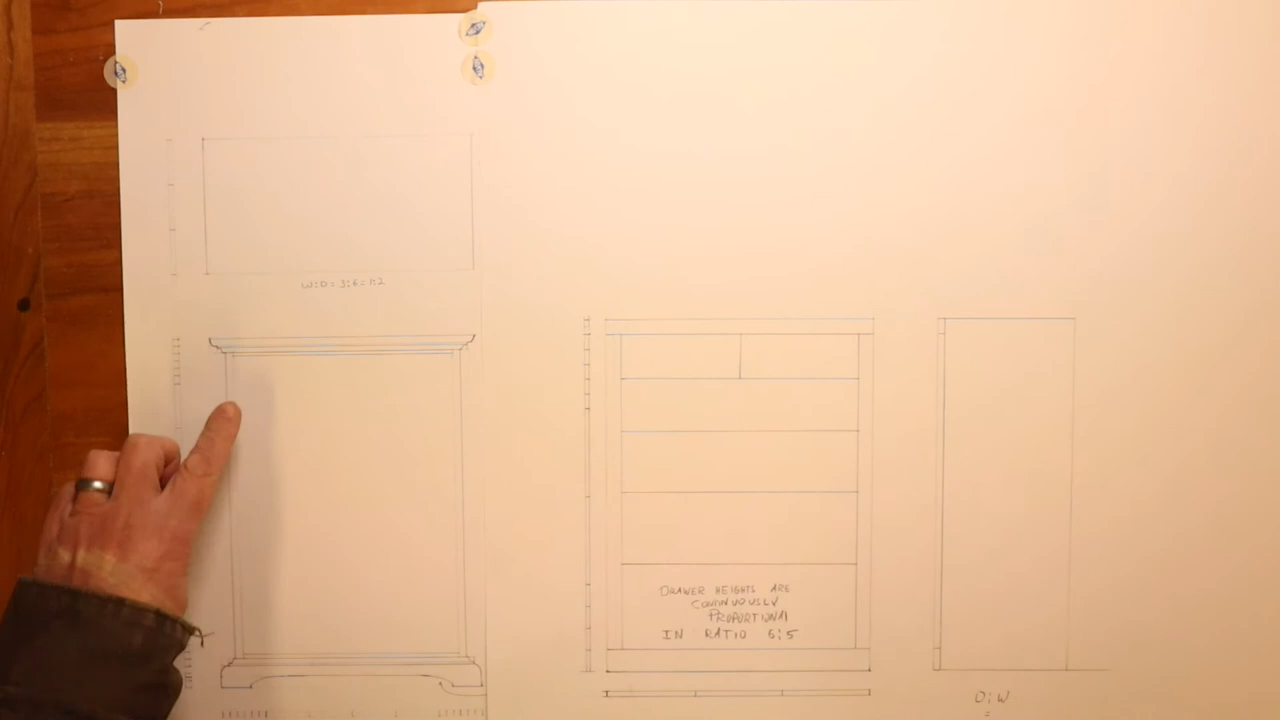 W:D = 3:6 = 1:2
DRAWER HEIGHTS ARE
CONTINUOUSLY
PROPORTIONAL
IN RATIO 6:5
D:W
=